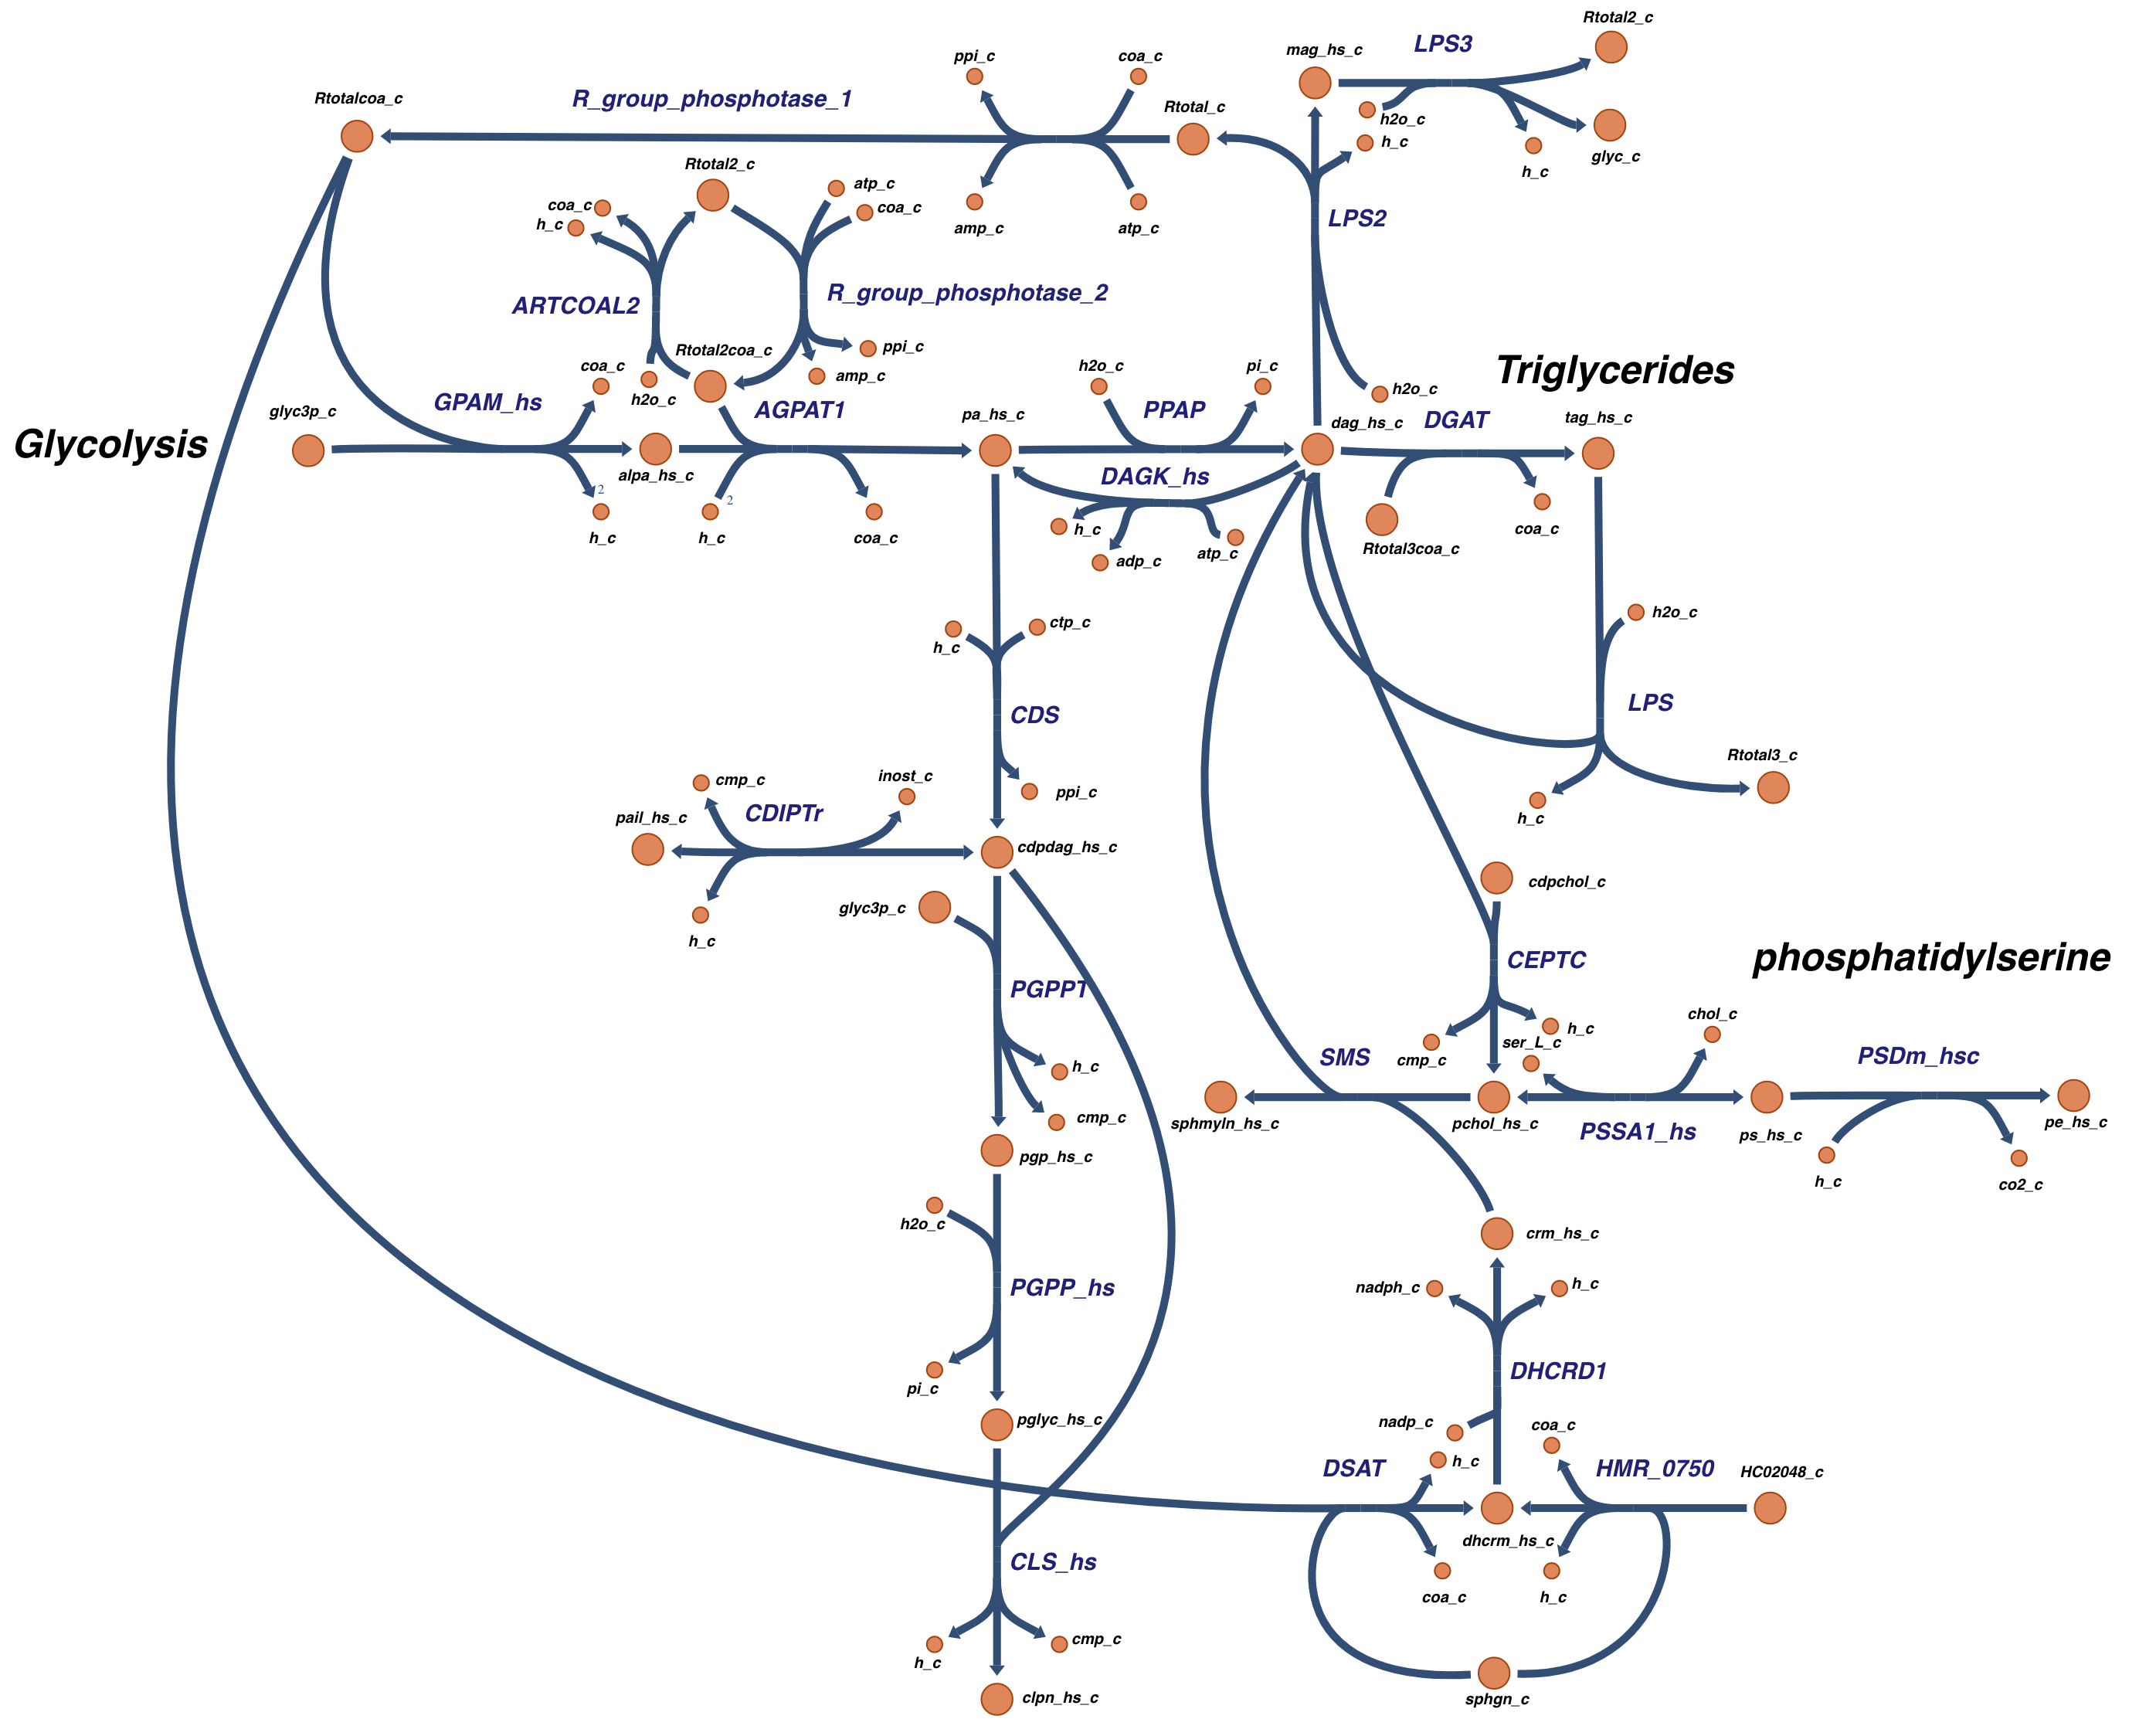 Rtotal2_c
LPS3
mag_hs_c
ppi_c
coa_c
Rtotalcoa_c
R_group_phosphotase_1
Rtotal_c
h2o_c
h_c
glyc_c
h_c
Rtotal2_c
atp_c
coa_c
coa_c
h_c
amp_c
atp_c
LPS2
ARTCOAL2
R_group_phosphotase_2
Rtotal2coa_c
ppi_c
amp_c
coa_c
h2o_c
h2o_c
pi_c
h2o_c
Triglycerides
GPAM_hs
AGPAT1
PPAP
glyc3p_c
pa_hs_c
dag_hs_c
DGAT
tag_hs_c
Glycolysis
alpa_hs_c
DAGK_hs
2
2
h_c
h_c
coa_c
h_c
adp_c
atp_c
Rtotal3coa_c
coa_c
h_c
ctp_c
h2o_c
CDS
LPS
Rtotal3_c
cmp_c
inost_c
ppi_c
CDIPTr
pail_hs_c
h_c
cdpdag_hs_c
cdpchol_c
glyc3p_c
h_c
PGPPT
CEPTC
phosphatidylserine
chol_c
h_c
ser_L_c
cmp_c
SMS
PSDm_hsc
h_c
cmp_c
sphmyln_hs_c
pchol_hs_c
PSSA1_hs
ps_hs_c
pe_hs_c
pgp_hs_c
h_c
co2_c
h2o_c
crm_hs_c
PGPP_hs
nadph_c
h_c
pi_c
DHCRD1
pglyc_hs_c
nadp_c
coa_c
h_c
DSAT
HMR_0750
HC02048_c
dhcrm_hs_c
CLS_hs
coa_c
h_c
h_c
cmp_c
clpn_hs_c
sphgn_c